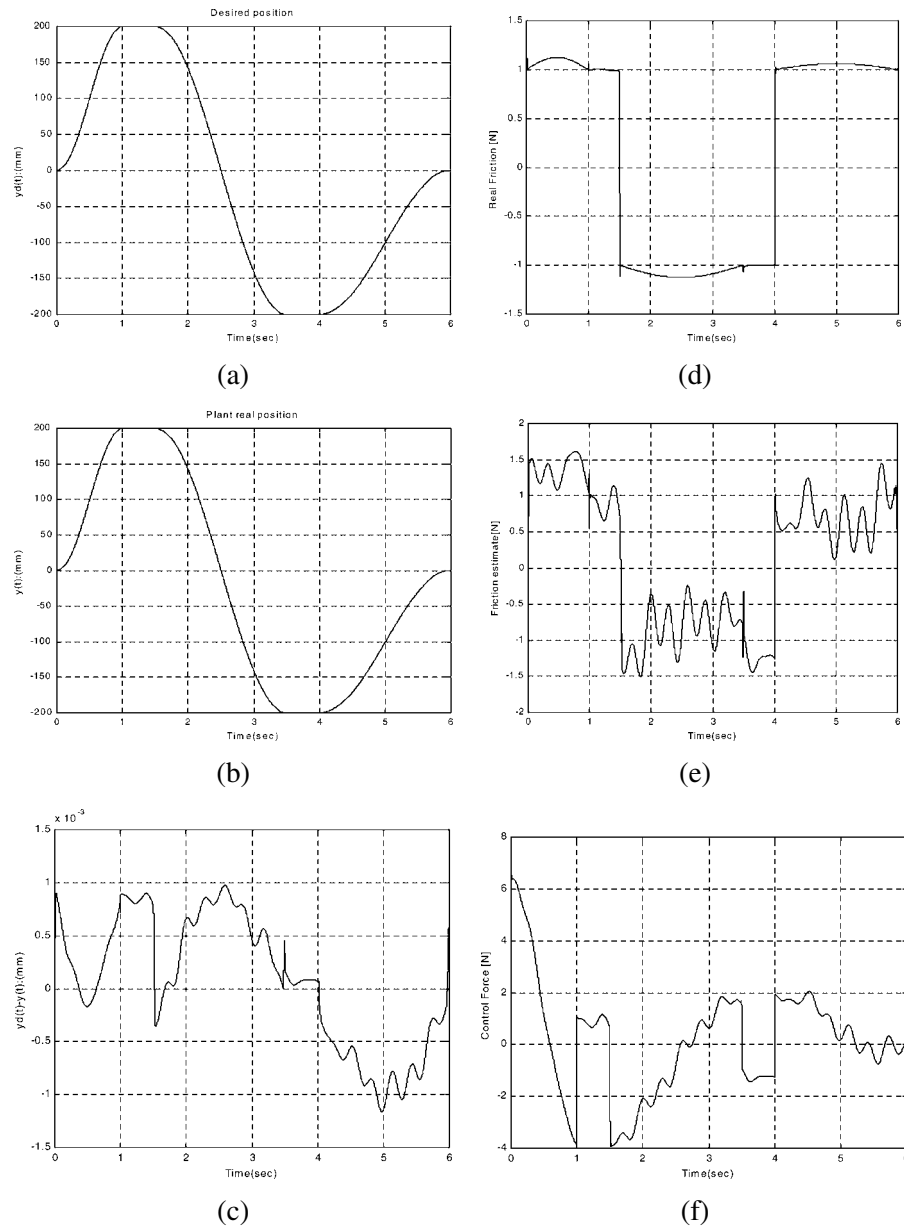 Desired position
200
150
100
50
0
-50
-100
-150
-200
yd(t):(mm)
0 1 2 3 4 5 6
Time(sec)
(a)
1.5
1
0.5
0
-0.5
-1
-1.5
Real Friction [N]
0 1 2 3 4 5 6
Time(sec)
(d)
Plant real position
200
150
100
50
0
-50
-100
-150
-200
y(t):(mm)
0 1 2 3 4 5 6
Time(sec)
(b)
2
1.5
1
0.5
0
-0.5
-1
-1.5
-2
Friction estimate[N]
0 1 2 3 4 5 6
Time(sec)
(e)
x 10⁻³
1.5
1
0.5
0
-0.5
-1
-1.5
yd(t)-y(t):(mm)
0 1 2 3 4 5 6
Time(sec)
(c)
8
6
4
2
0
-2
-4
Control Force [N]
0 1 2 3 4 5 6
Time(sec)
(f)